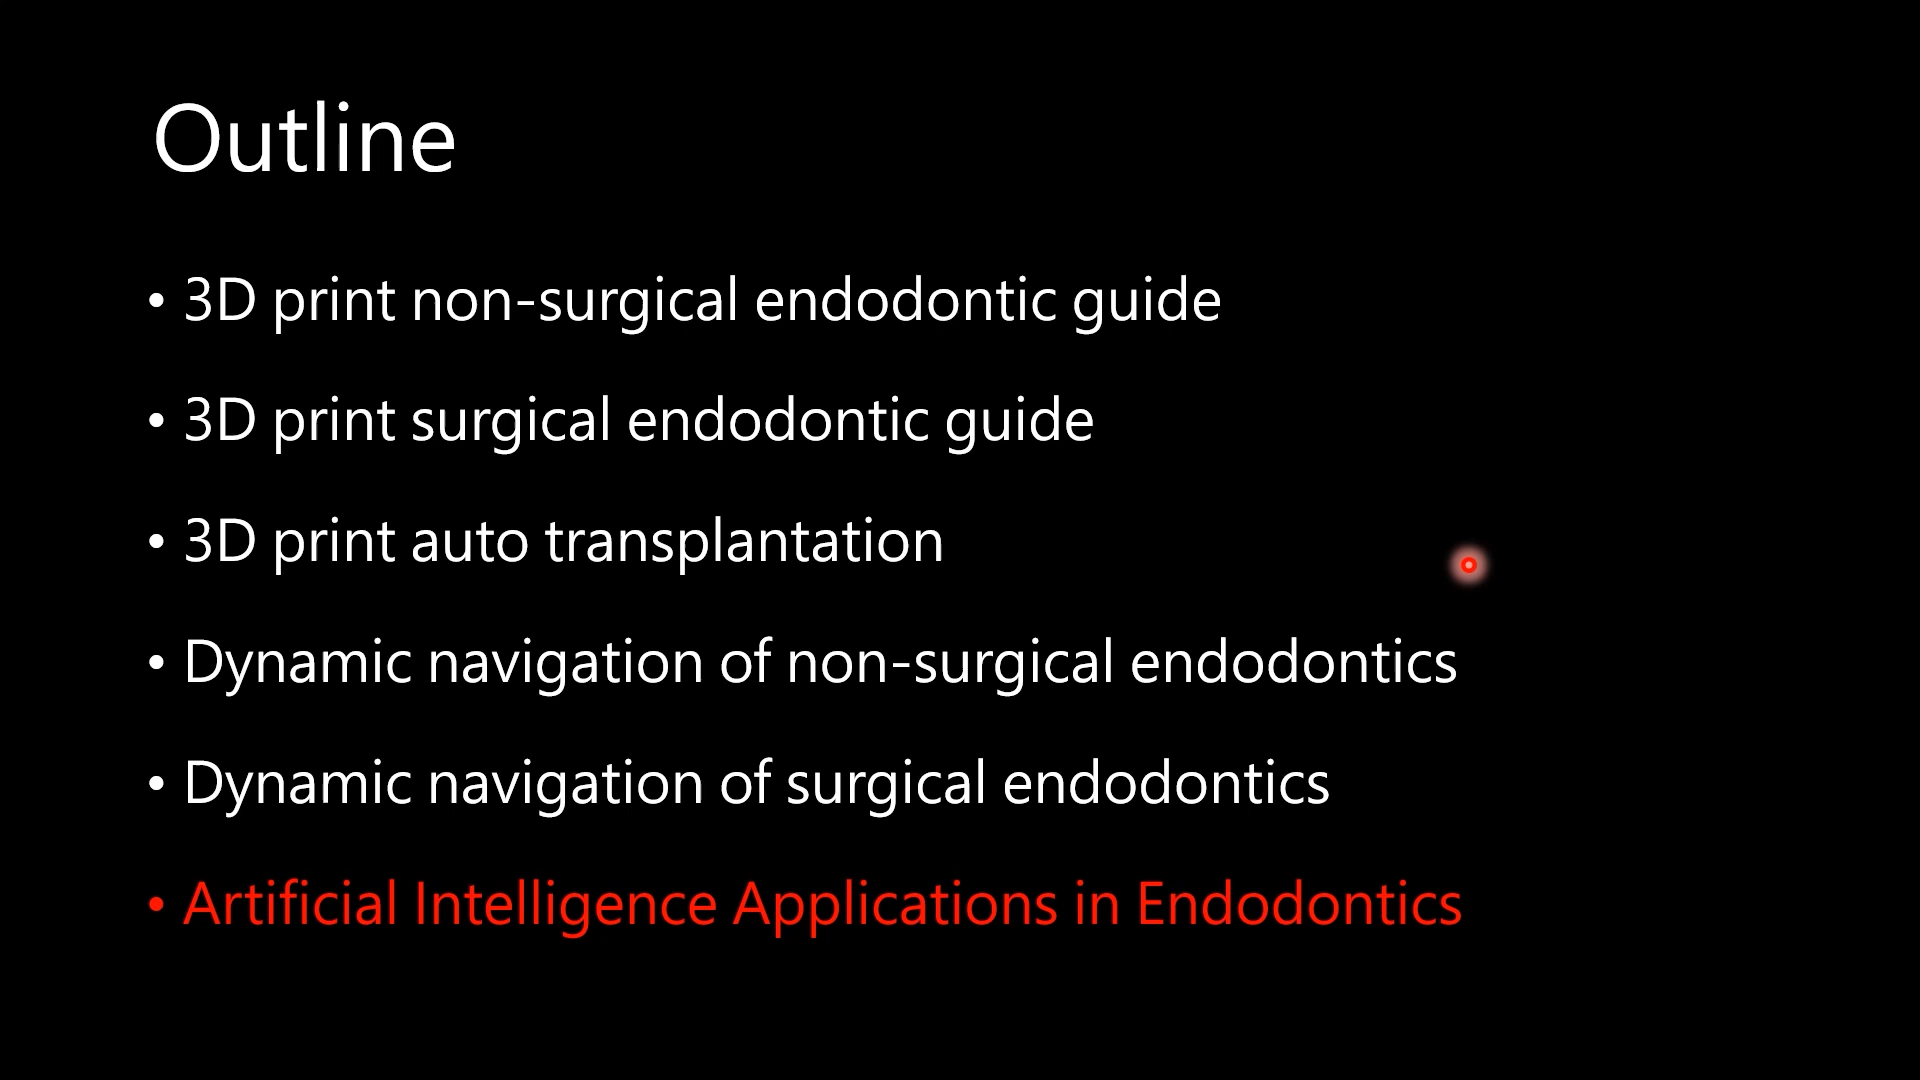 Outline
• 3D print non-surgical endodontic guide
• 3D print surgical endodontic guide
• 3D print auto transplantation
• Dynamic navigation of non-surgical endodontics
• Dynamic navigation of surgical endodontics
• Artificial Intelligence Applications in Endodontics